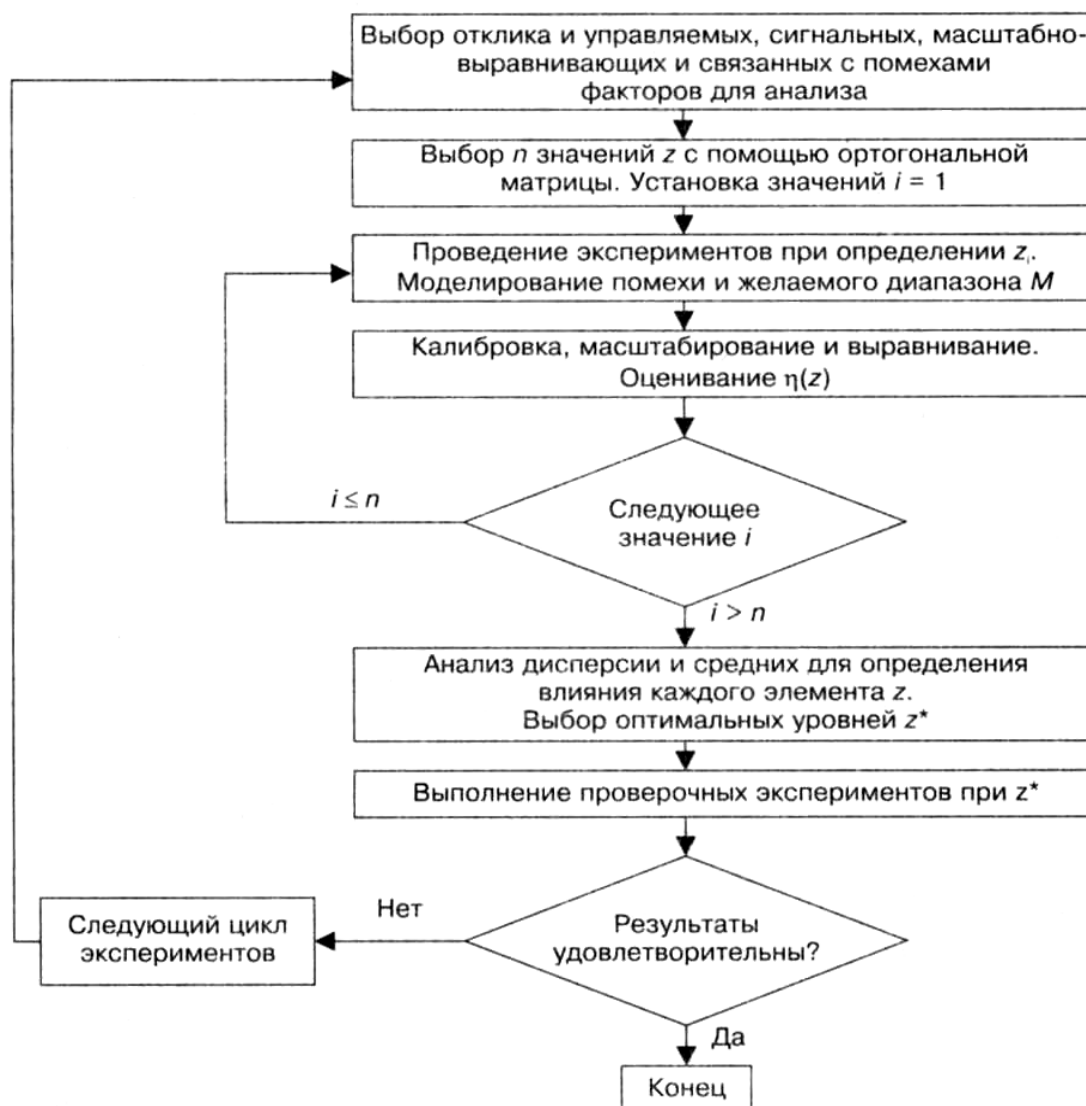 Выбор отклика и управляемых, сигнальных, масштабно-
выравнивающих и связанных с помехами
факторов для анализа
Выбор n значений z с помощью ортогональной
матрицы. Установка значений i = 1
Проведение экспериментов при определении zᵢ.
Моделирование помехи и желаемого диапазона M
Калибровка, масштабирование и выравнивание.
Оценивание η(z)
i ≤ n
Следующее
значение i
i > n
Анализ дисперсии и средних для определения
влияния каждого элемента z.
Выбор оптимальных уровней z*
Выполнение проверочных экспериментов при z*
Результаты
удовлетворительны?
Нет
Следующий цикл
экспериментов
Да
Конец